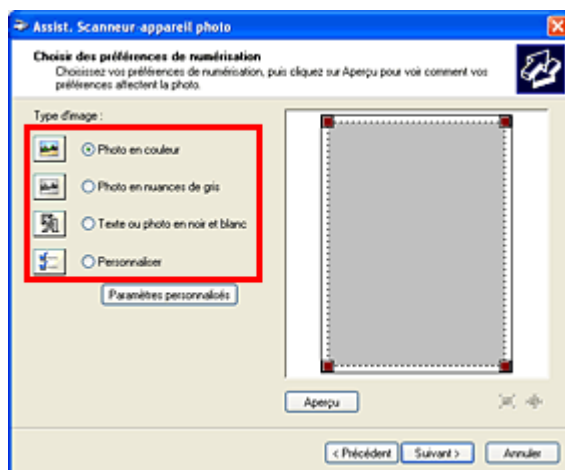 Assist. Scanneur-appareil photo
Choisir des préférences de numérisation
Choisissez vos préférences de numérisation, puis cliquez sur Aperçu pour voir comment vos
préférences affectent la photo.
Type d'image :
Photo en couleur
Photo en nuances de gris
Texte ou photo en noir et blanc
Personnaliser
Paramètres personnalisés
Aperçu
< Précédent
Suivant >
Annuler